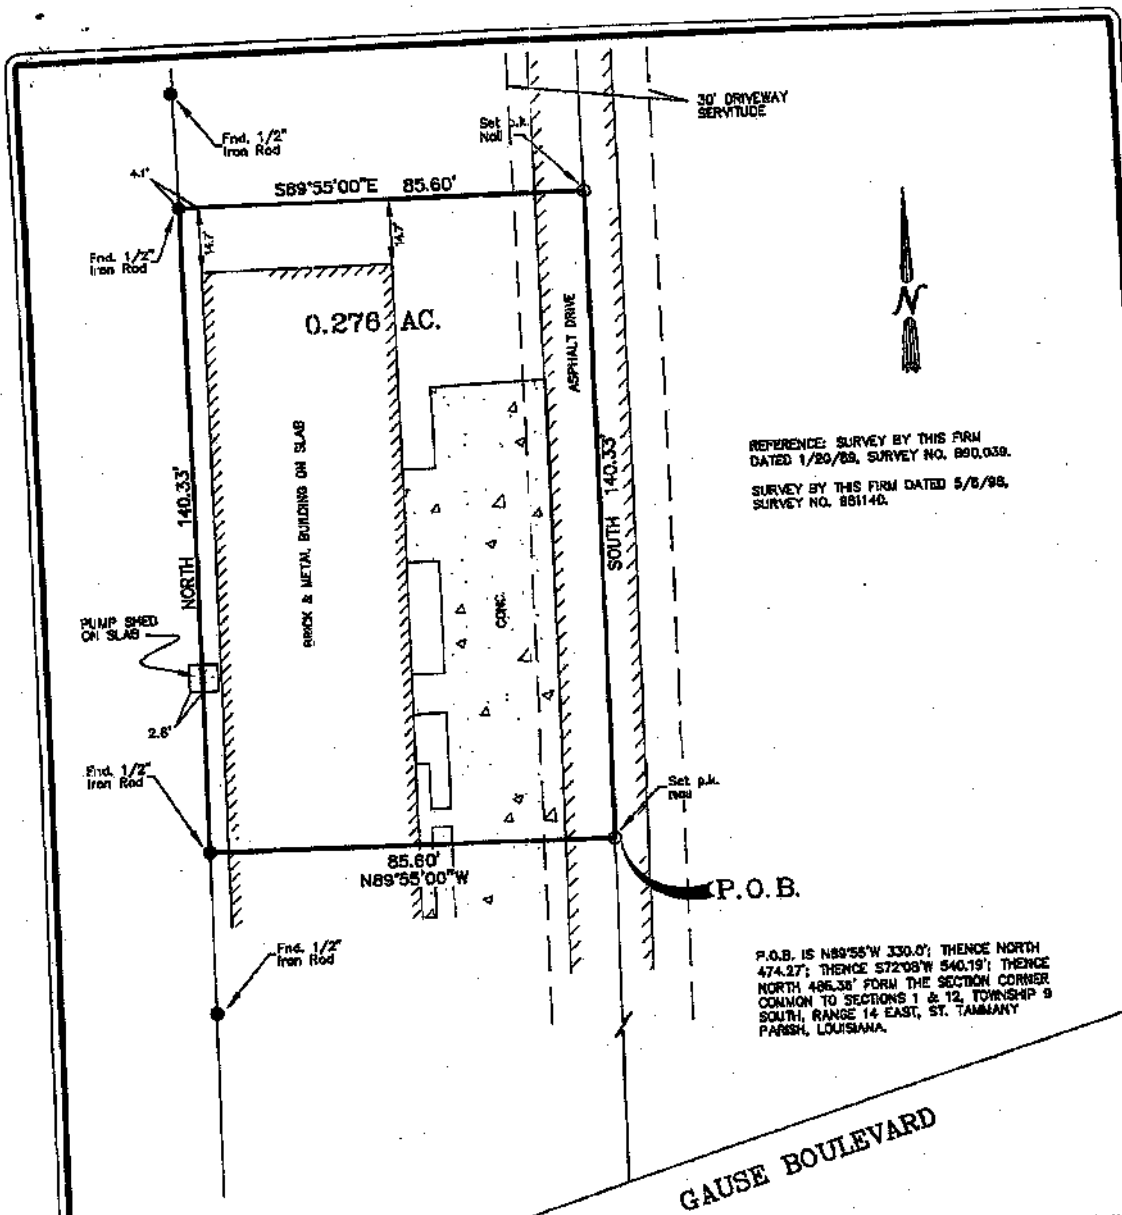 30' DRIVEWAY
SERVITUDE
Fnd. 1/2"
Iron Rod
Set p.k.
Nail
4.1'
S89°55'00"E 85.60'
Fnd. 1/2"
Iron Rod
14.7'
14.7'
N
0.276 AC.
ASPHALT DRIVE
BRICK & METAL BUILDING ON SLAB
REFERENCE: SURVEY BY THIS FIRM
DATED 1/20/89, SURVEY NO. 890,039.
SURVEY BY THIS FIRM DATED 5/6/98,
SURVEY NO. 981140.
NORTH 140.33'
SOUTH 140.33'
CONC.
PUMP SHED
ON SLAB
2.6'
Fnd. 1/2"
Iron Rod
Set p.k.
nail
85.60'
N89°55'00"W
P.O.B.
Fnd. 1/2"
Iron Rod
P.O.B. IS N89°55'W 330.0'; THENCE NORTH
474.27'; THENCE S72°08'W 540.19'; THENCE
NORTH 486.36' FORM THE SECTION CORNER
COMMON TO SECTIONS 1 & 12, TOWNSHIP 9
SOUTH, RANGE 14 EAST, ST. TAMMANY
PARISH, LOUISIANA.
GAUSE BOULEVARD